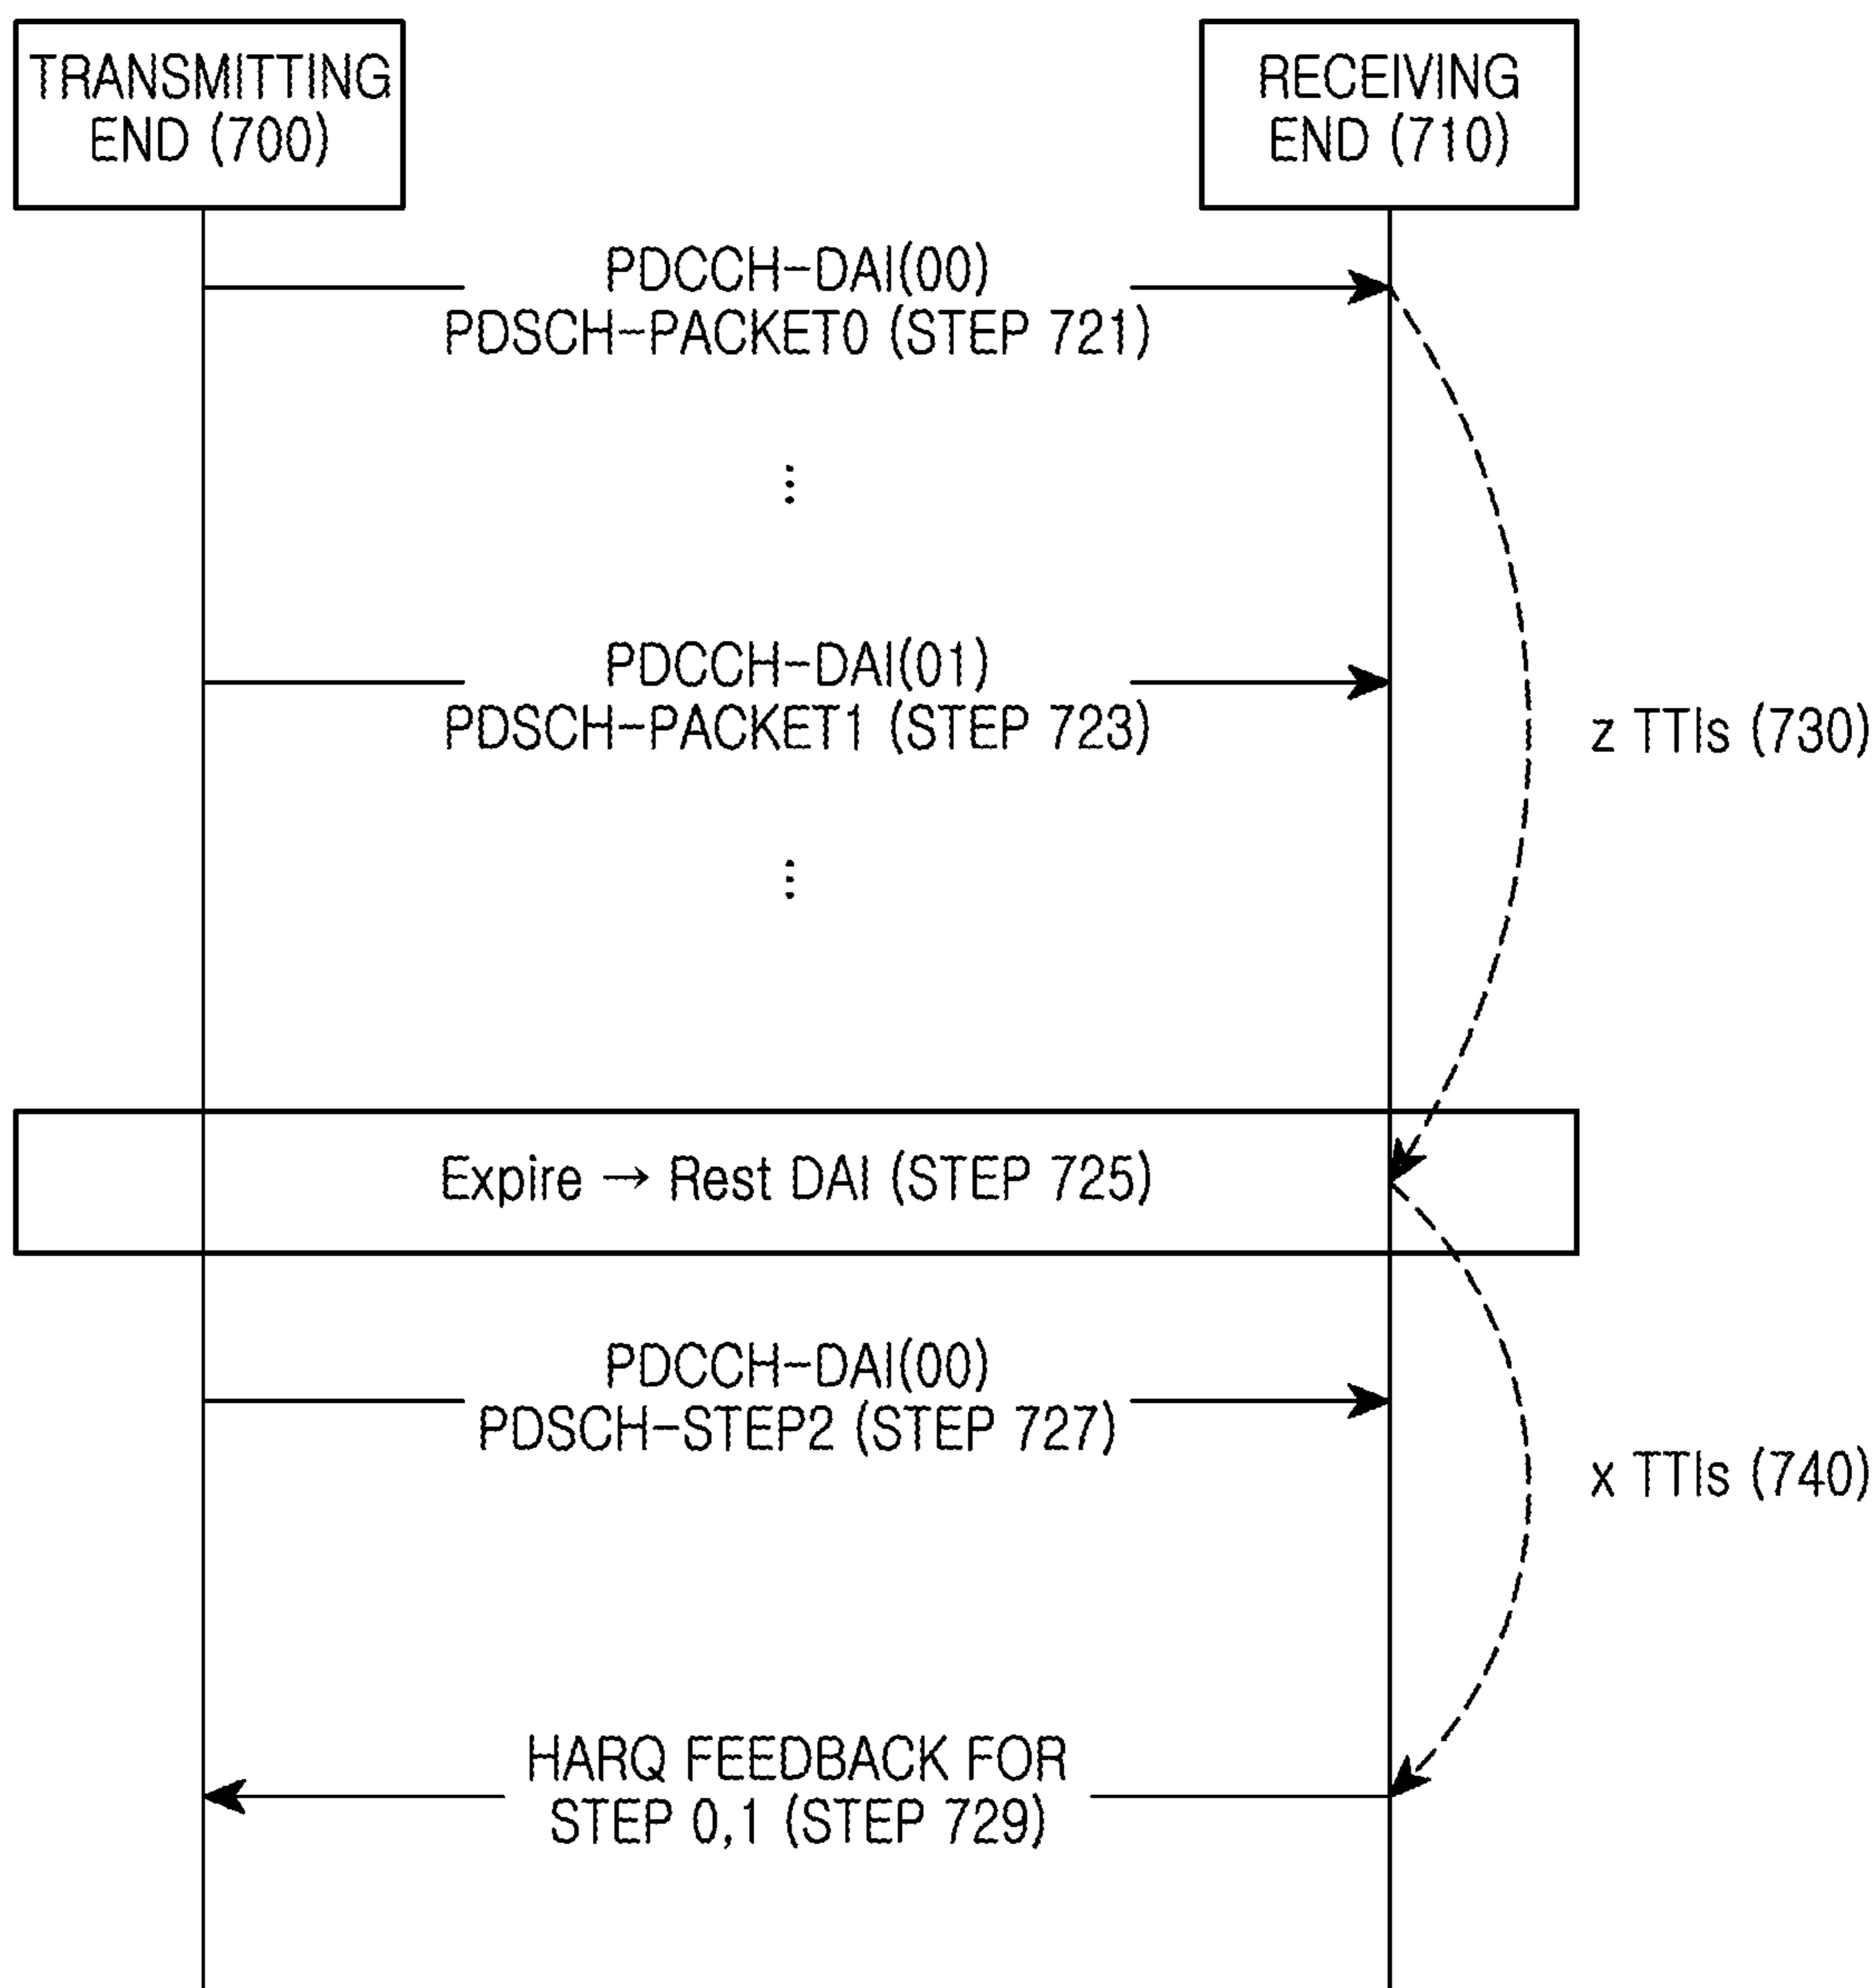 TRANSMITTING
END (700)
RECEIVING
END (710)
PDCCH-DAI(00)
PDSCH-PACKET0 (STEP 721)
⋮
PDCCH-DAI(01)
PDSCH-PACKET1 (STEP 723)
z TTIs (730)
⋮
Expire → Rest DAI (STEP 725)
PDCCH-DAI(00)
PDSCH-STEP2 (STEP 727)
x TTIs (740)
HARQ FEEDBACK FOR
STEP 0,1 (STEP 729)